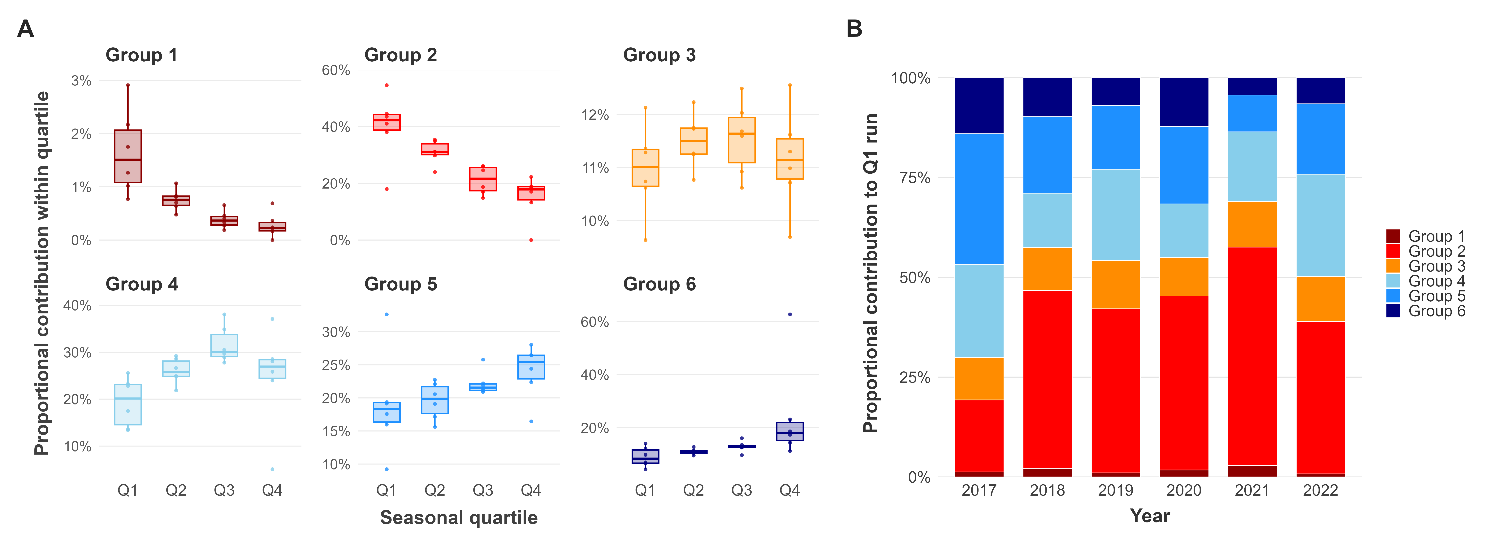 A
Group 1
Group 2
Group 3
Proportional contribution within quartile
3%
2%
1%
0%
60%
40%
20%
0%
12%
11%
10%
Group 4
Group 5
Group 6
40%
30%
20%
10%
30%
25%
20%
15%
10%
60%
40%
20%
Q1 Q2 Q3 Q4
Q1 Q2 Q3 Q4
Q1 Q2 Q3 Q4
Seasonal quartile
B
Proportional contribution to Q1 run
100%
75%
50%
25%
0%
2017 2018 2019 2020 2021 2022
Year
Group 1
Group 2
Group 3
Group 4
Group 5
Group 6